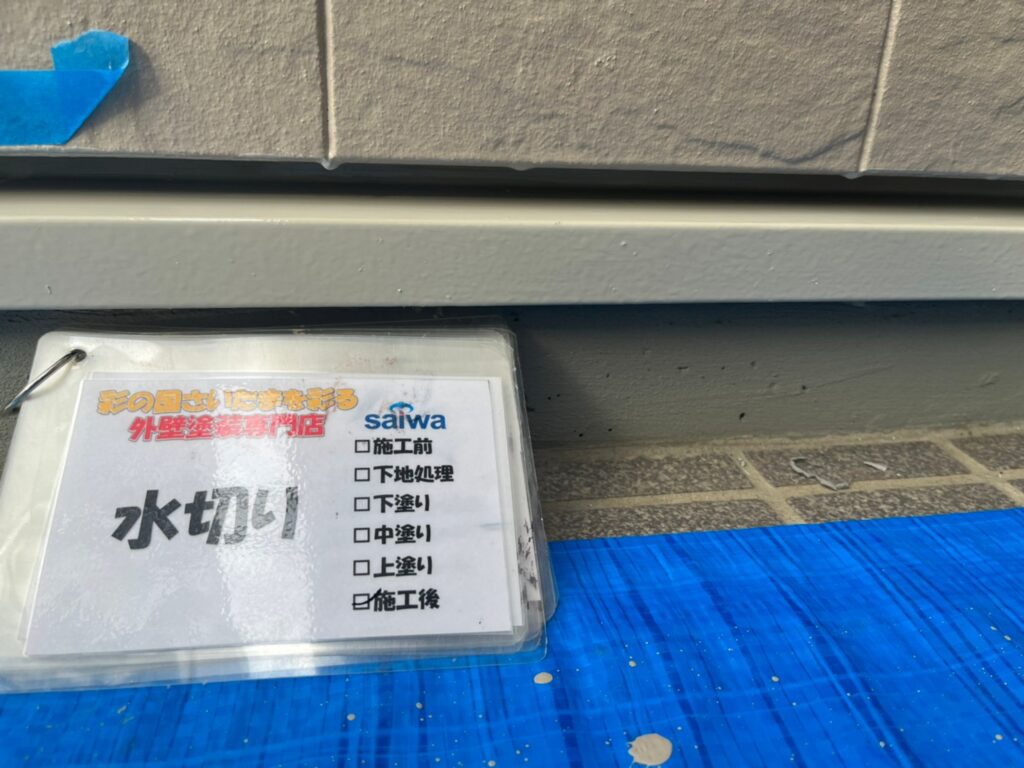 彩の国さいたまを彩る
外壁塗装専門店
saiwa
水切り
□施工前
□下地処理
□下塗り
□中塗り
□上塗り
☑施工後